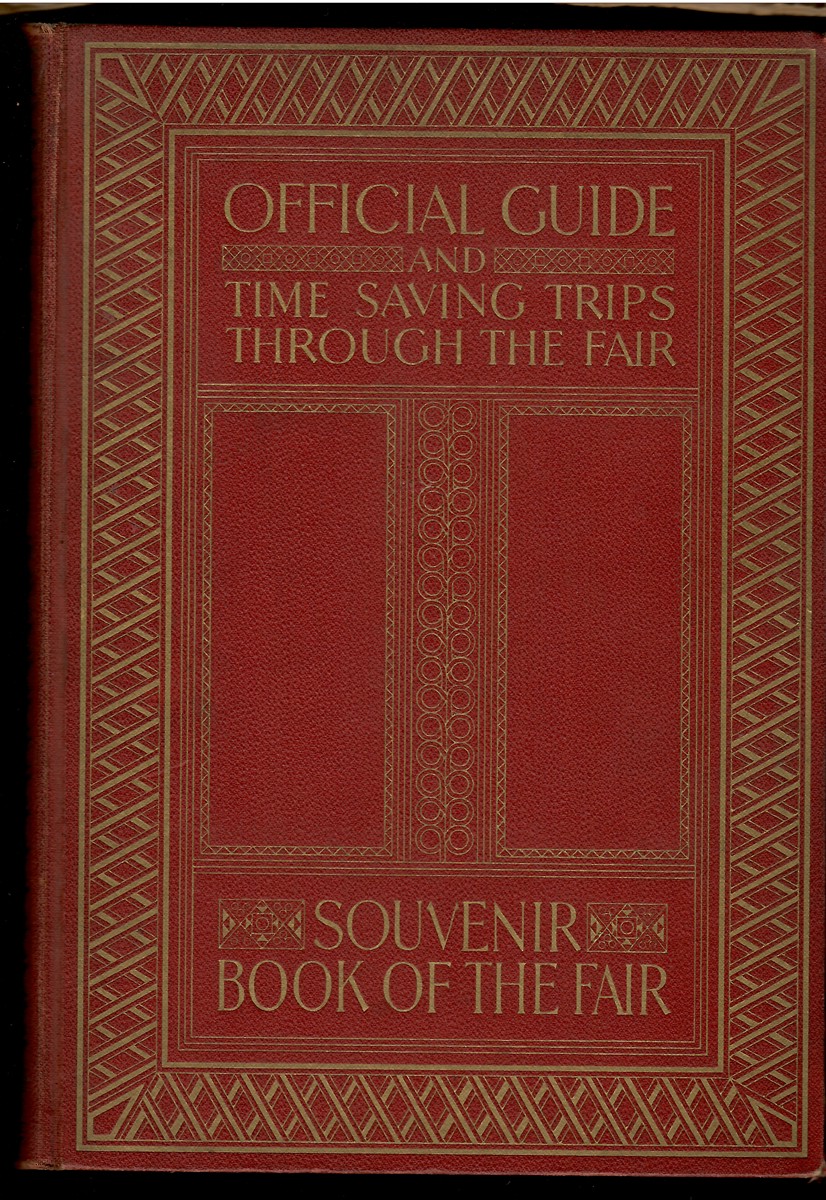 OFFICIAL GUIDE
AND
TIME SAVING TRIPS
THROUGH THE FAIR
SOUVENIR
BOOK OF THE FAIR